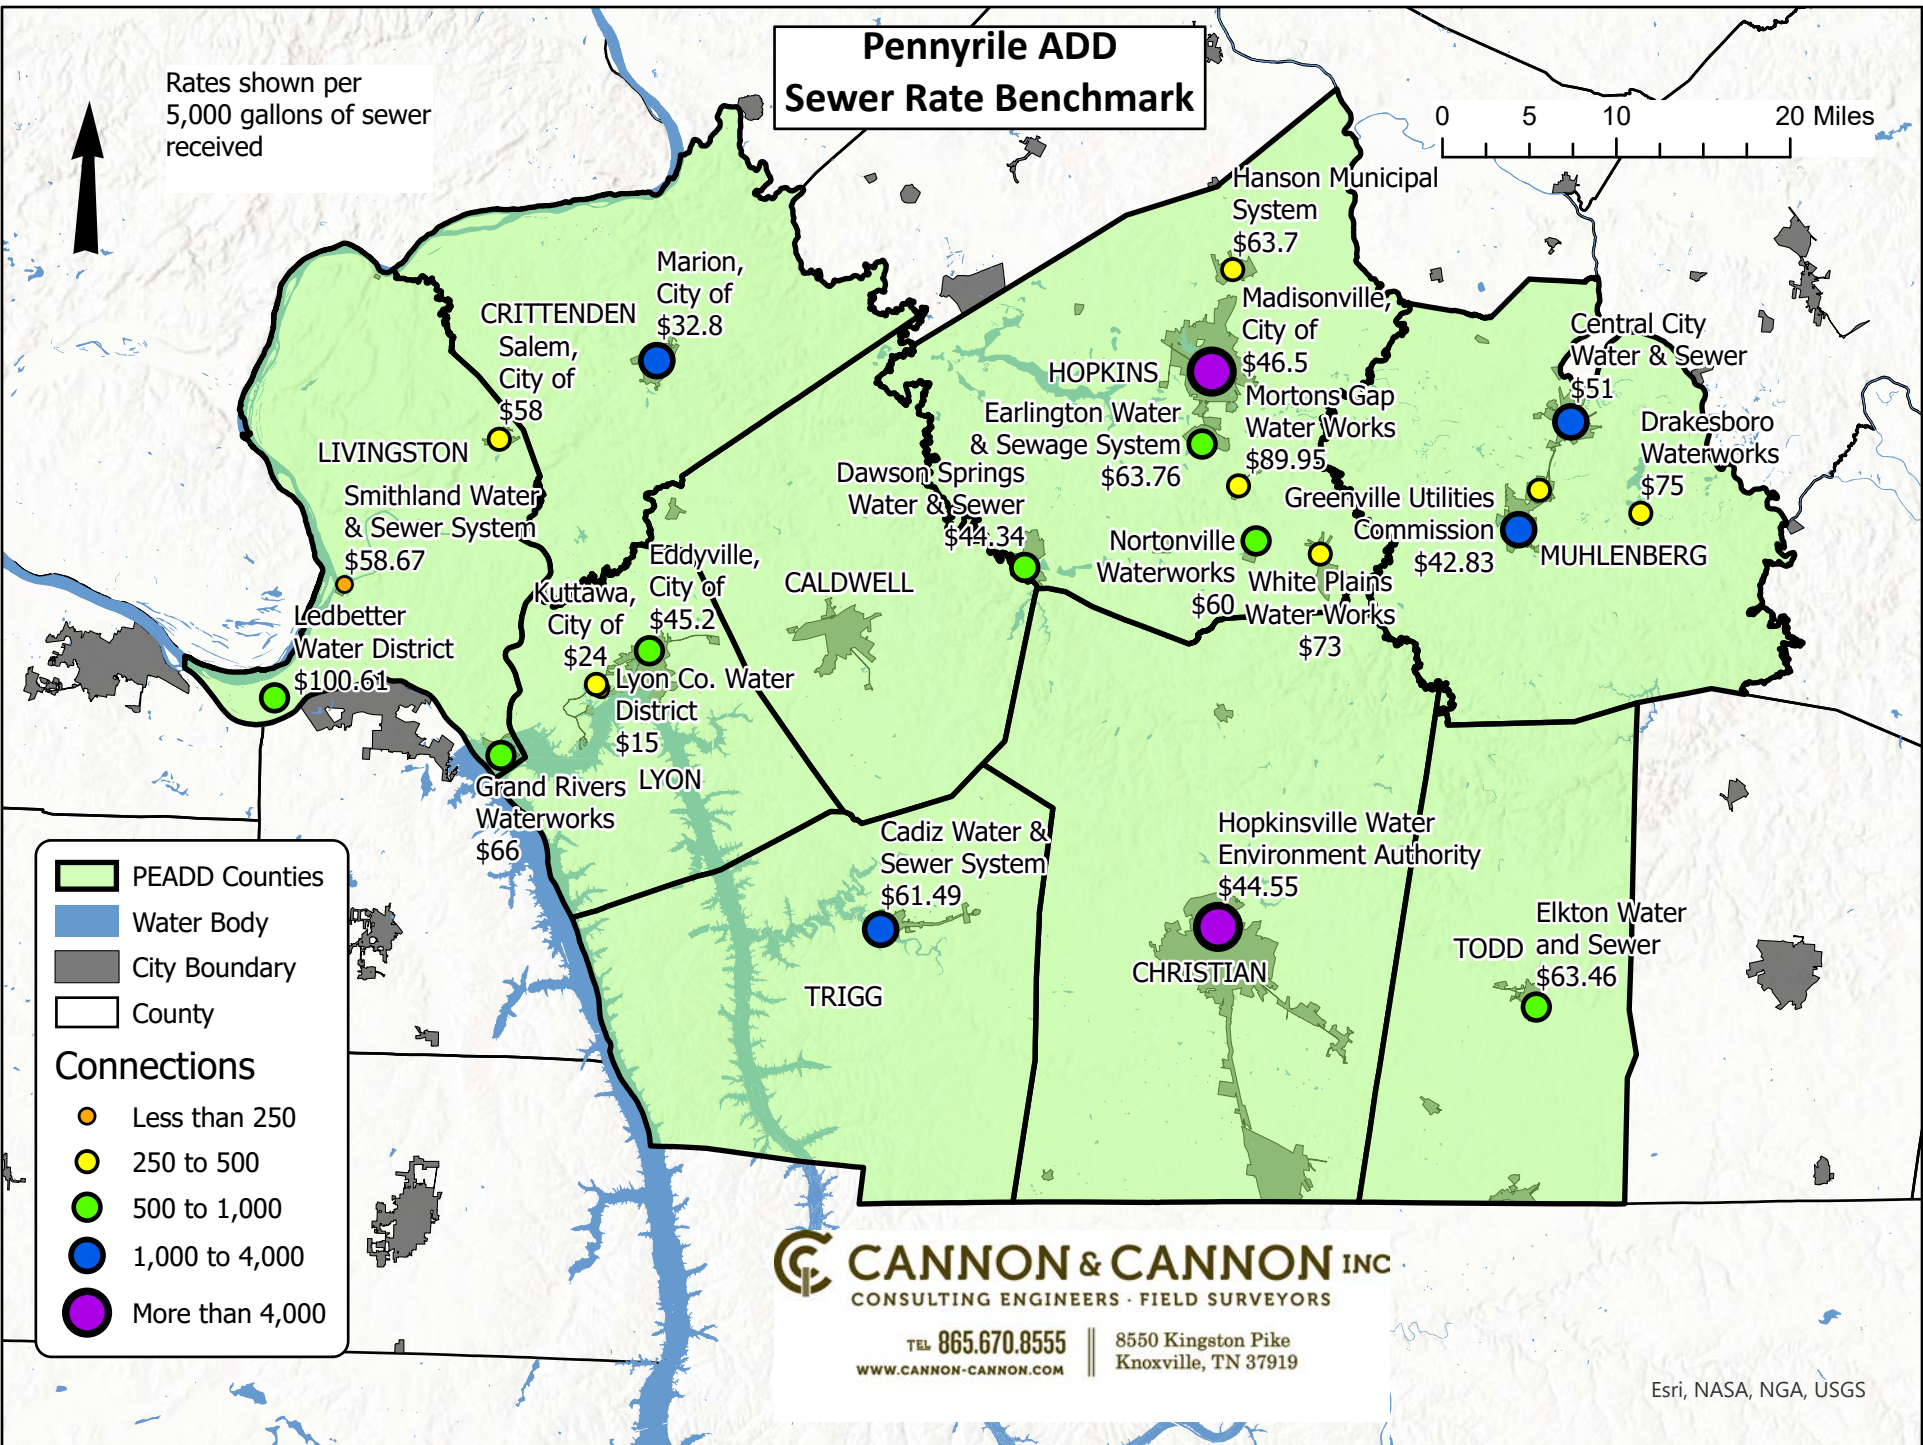 Pennyrile ADD
Sewer Rate Benchmark
Rates shown per
5,000 gallons of sewer
received
0 5 10 20 Miles
Hanson Municipal
System
$63.7
Marion,
City of
$32.8
CRITTENDEN
Salem,
City of
$58
Madisonville,
City of
$46.5
HOPKINS
Central City
Water & Sewer
$51
Mortons Gap
Water Works
$89.95
Earlington Water
& Sewage System
$63.76
Drakesboro
Waterworks
$75
LIVINGSTON
Smithland Water
& Sewer System
$58.67
Dawson Springs
Water & Sewer
$44.34
Greenville Utilities
Commission
$42.83
MUHLENBERG
Nortonville
Waterworks
$60
White Plains
Water Works
$73
Eddyville,
City of
$45.2
Kuttawa,
City of
$24
CALDWELL
Ledbetter
Water District
$100.61
Lyon Co. Water
District
$15
LYON
Grand Rivers
Waterworks
$66
Cadiz Water &
Sewer System
$61.49
TRIGG
Hopkinsville Water
Environment Authority
$44.55
CHRISTIAN
Elkton Water
and Sewer
$63.46
TODD
PEADD Counties
Water Body
City Boundary
County
Connections
Less than 250
250 to 500
500 to 1,000
1,000 to 4,000
More than 4,000
CANNON & CANNON INC
CONSULTING ENGINEERS · FIELD SURVEYORS
TEL 865.670.8555
WWW.CANNON-CANNON.COM
8550 Kingston Pike
Knoxville, TN 37919
Esri, NASA, NGA, USGS